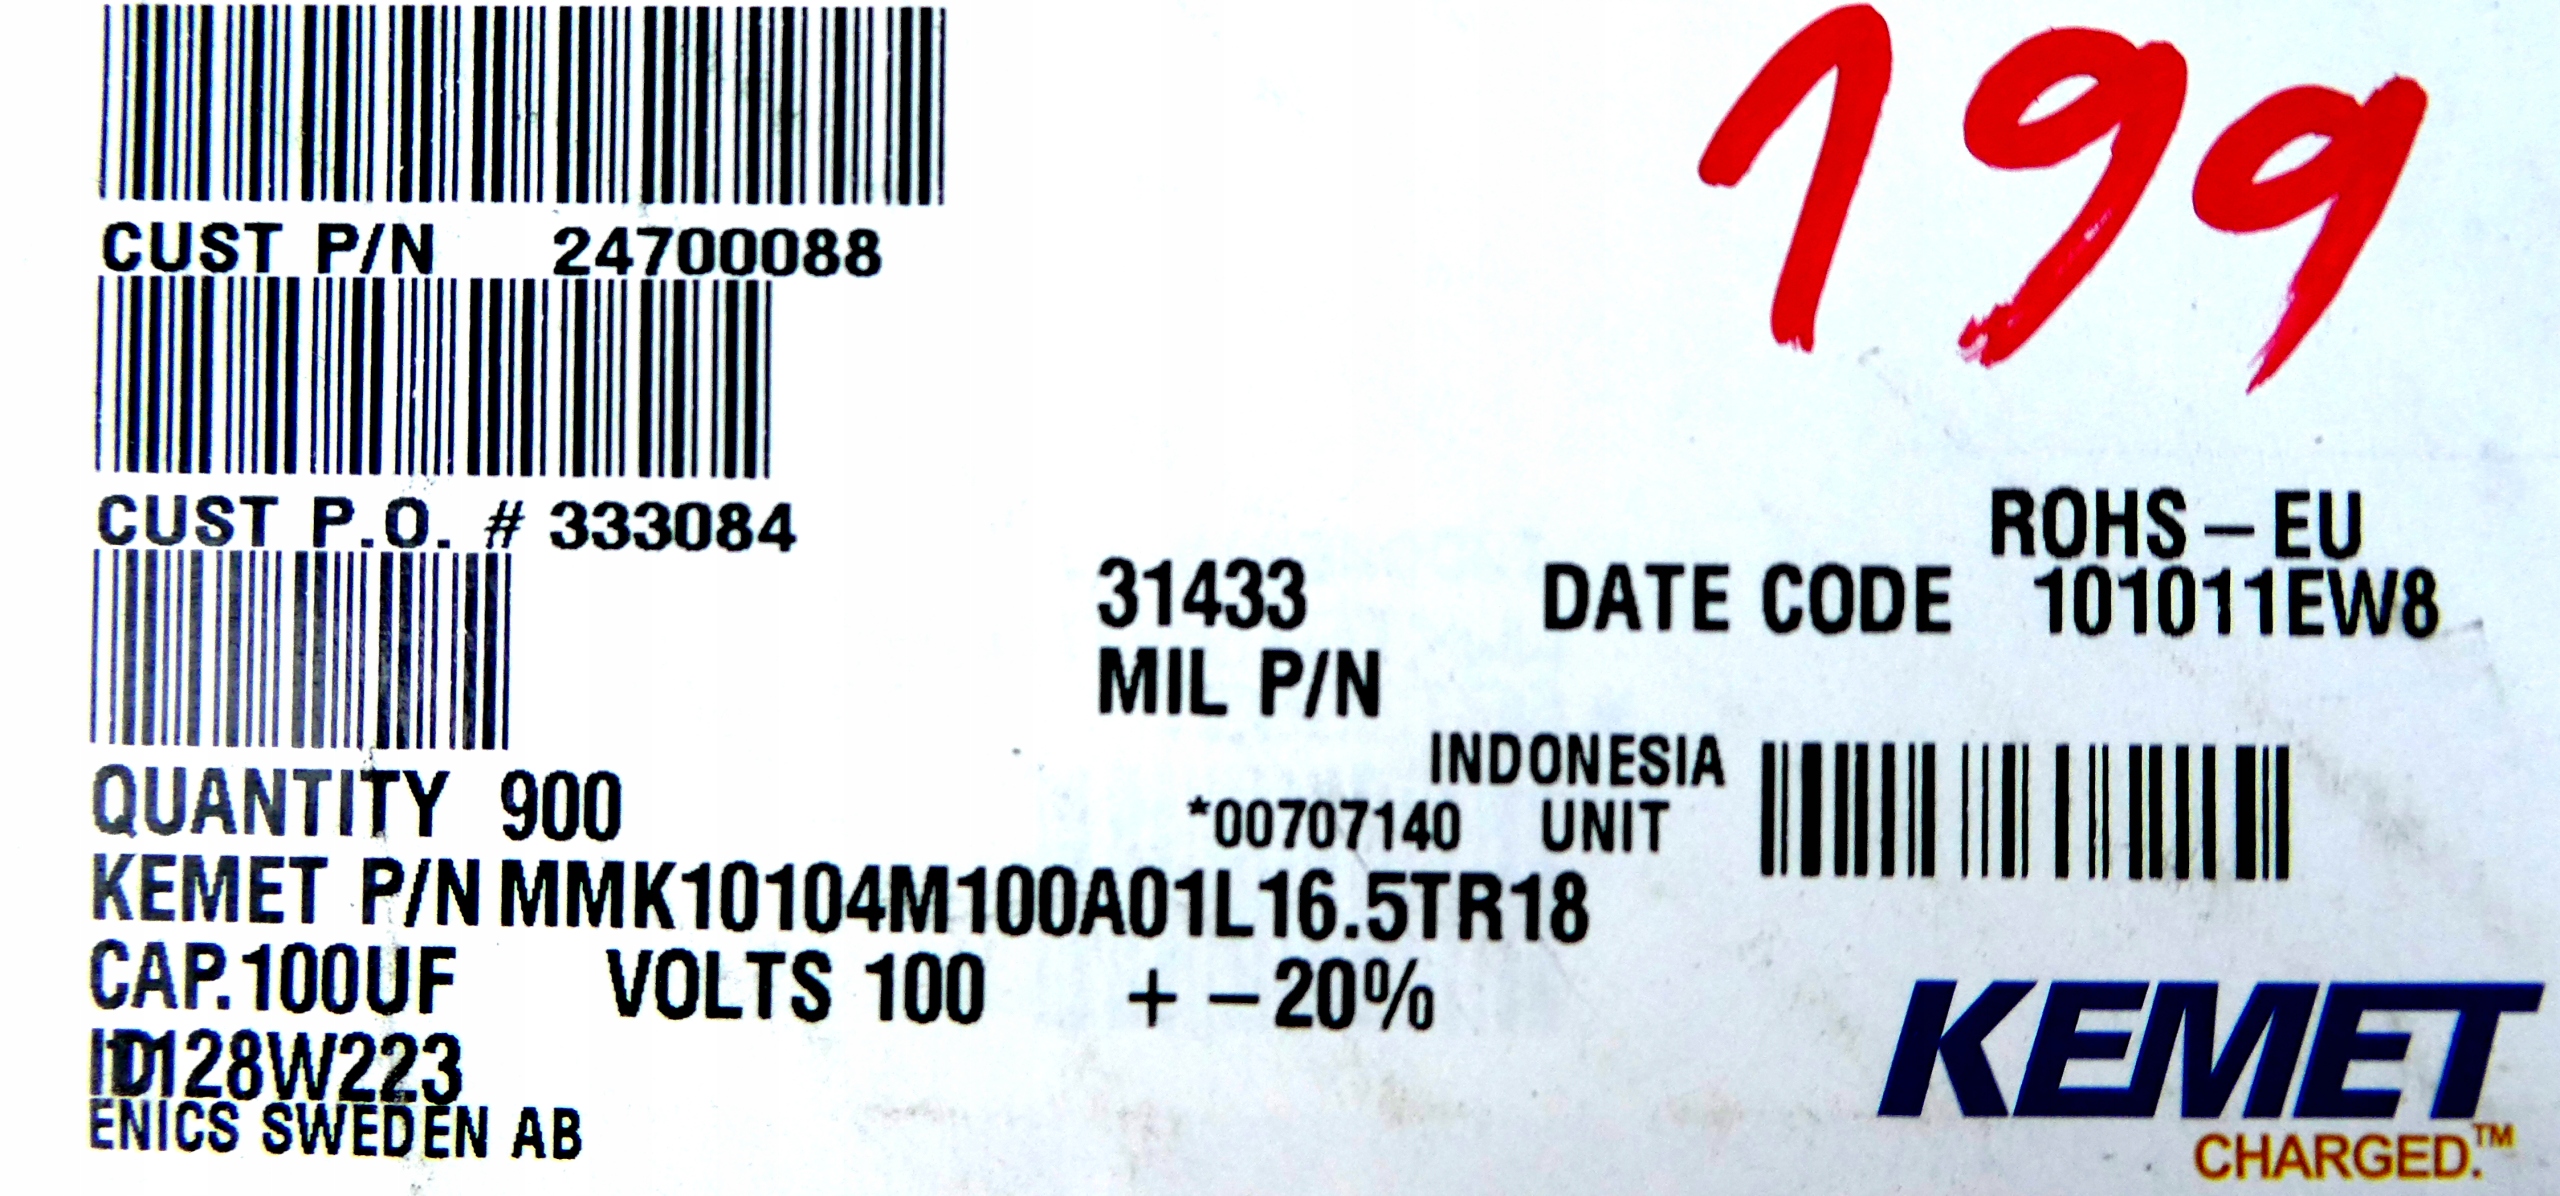 199
CUST P/N 24700088
CUST P.O. # 333084
ROHS – EU
31433 DATE CODE 101011EW8
MIL P/N
INDONESIA
QUANTITY 900
*00707140 UNIT
KEMET P/N MMK10104M100A01L16.5TR18
CAP.100UF VOLTS 100 + –20%
ID128W223
ENICS SWEDEN AB
KEMET
CHARGED.™